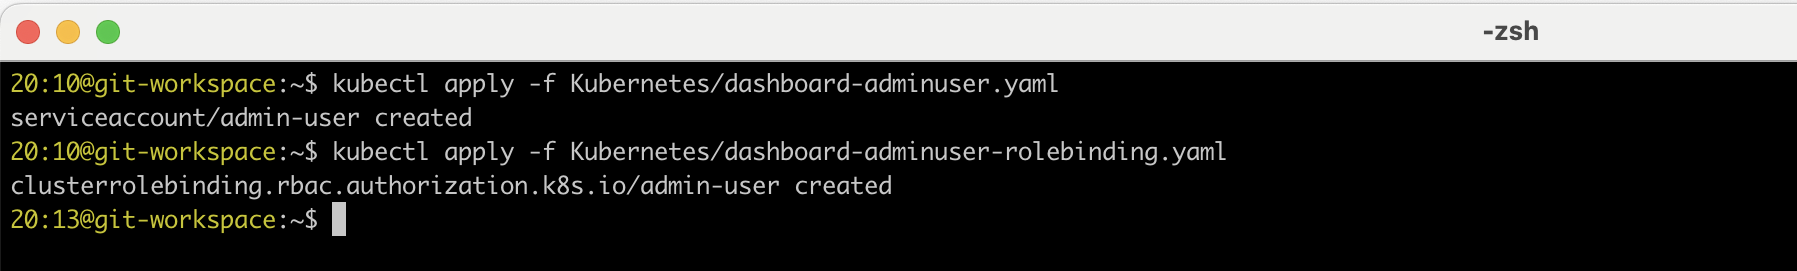 -zsh
20:10@git-workspace:~$ kubectl apply -f Kubernetes/dashboard-adminuser.yaml
serviceaccount/admin-user created
20:10@git-workspace:~$ kubectl apply -f Kubernetes/dashboard-adminuser-rolebinding.yaml
clusterrolebinding.rbac.authorization.k8s.io/admin-user created
20:13@git-workspace:~$